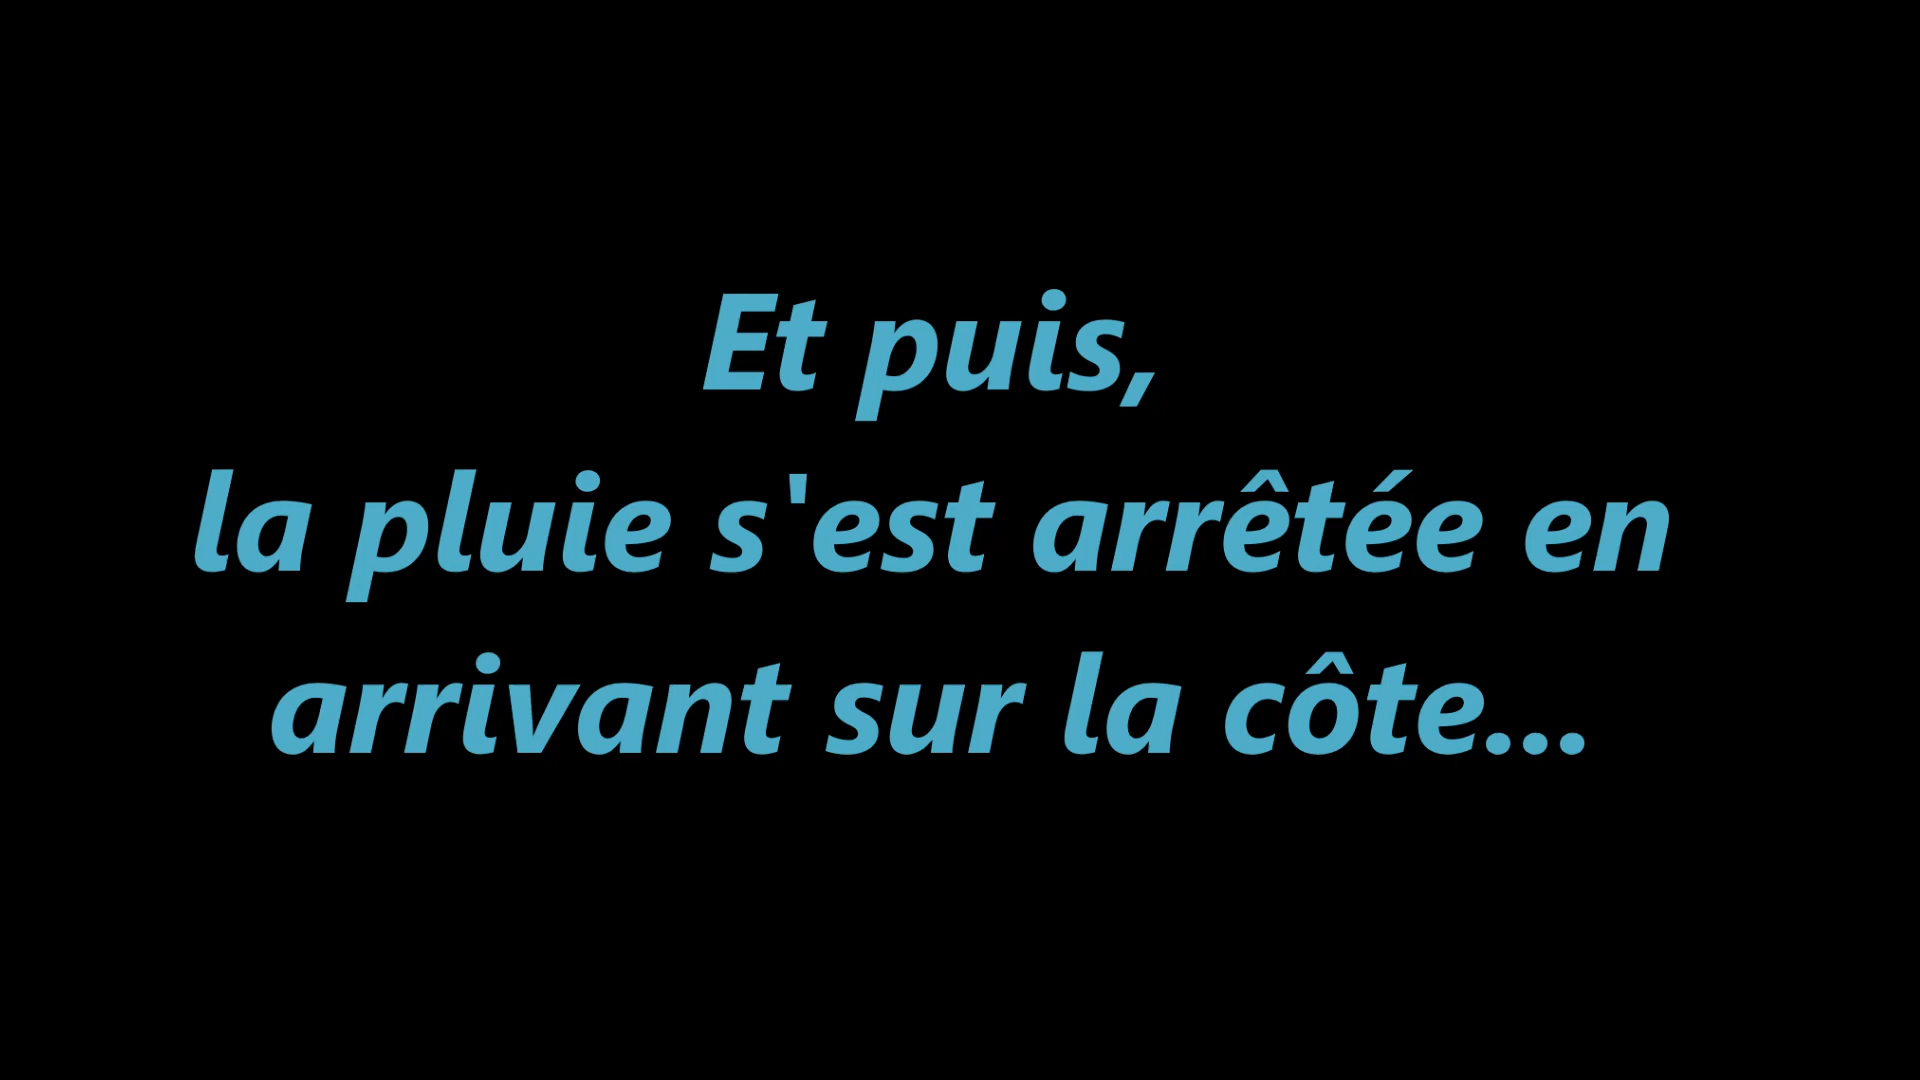 Et puis,
la pluie s'est arrêtée en
arrivant sur la côte...